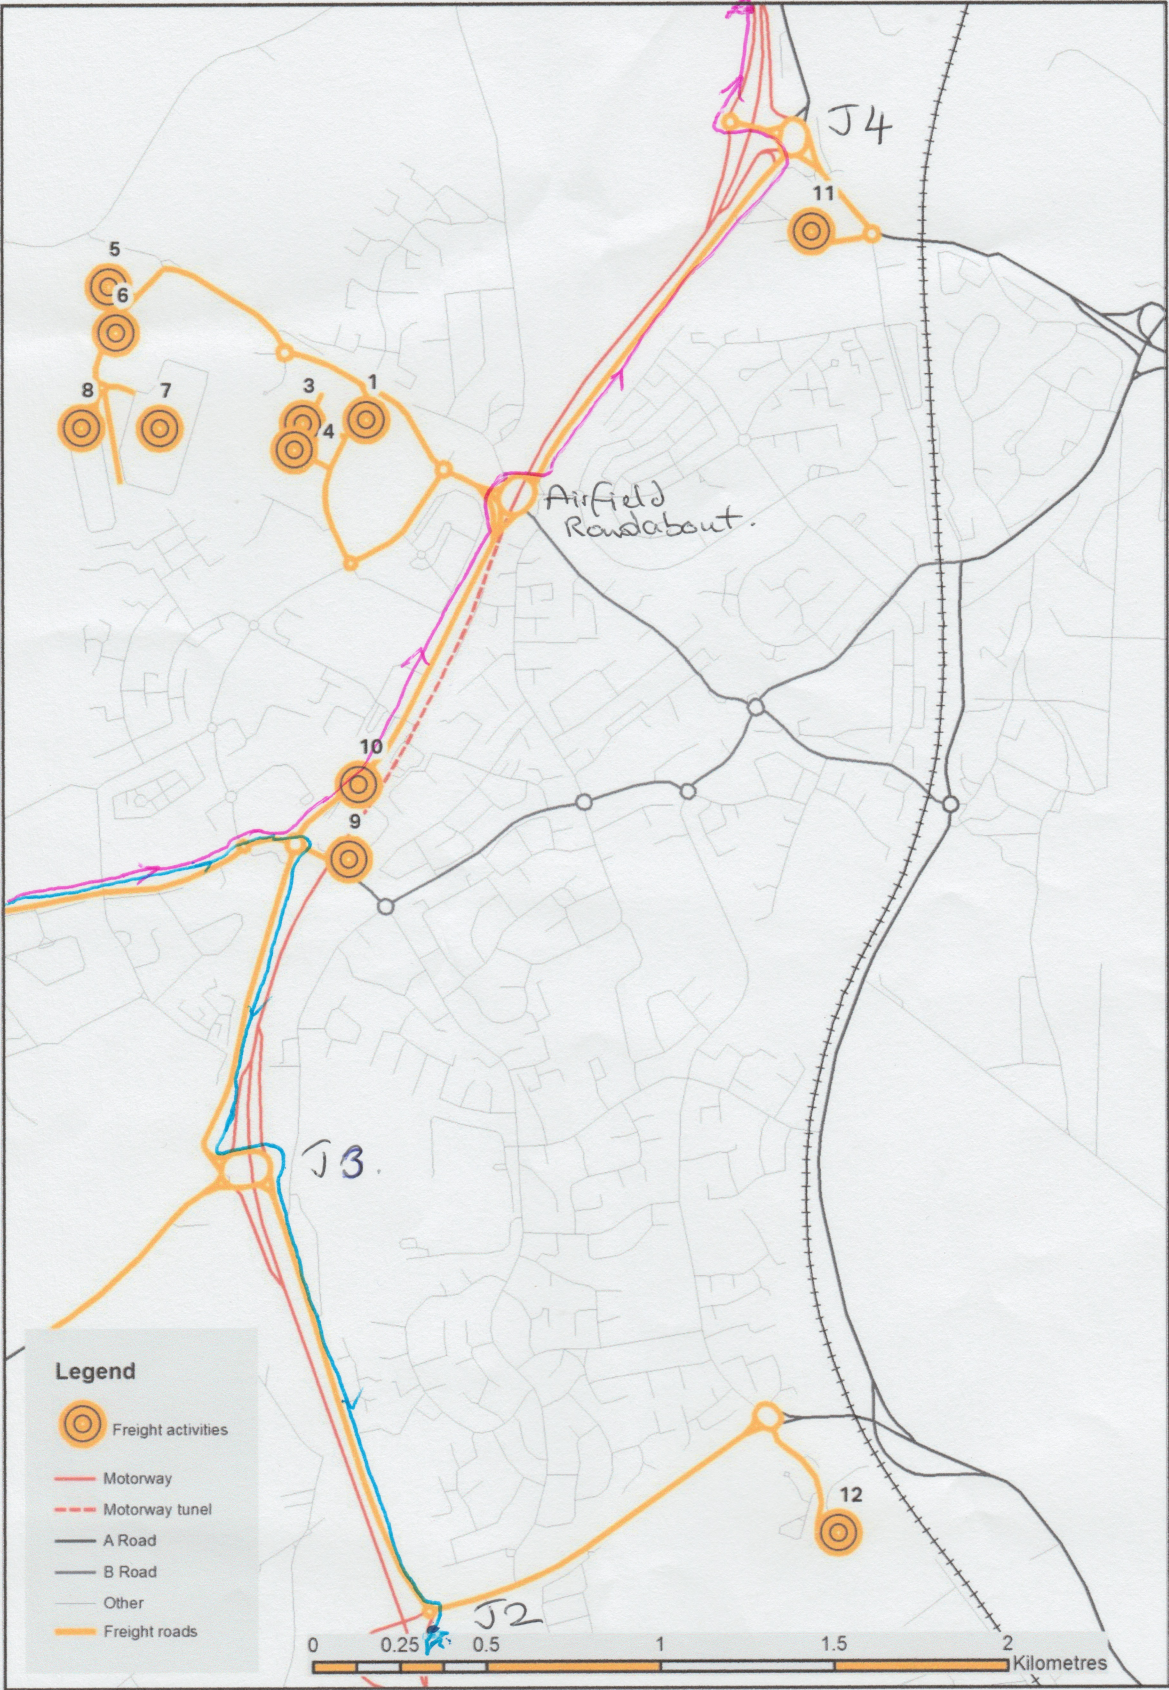 J4
11
5
6
8
7
3
1
4
Airfield
Roundabout.
10
9
J3.
Legend
Freight activities
Motorway
Motorway tunel
A Road
B Road
Other
Freight roads
12
J2
0 0.25 0.5 1 1.5 2
Kilometres